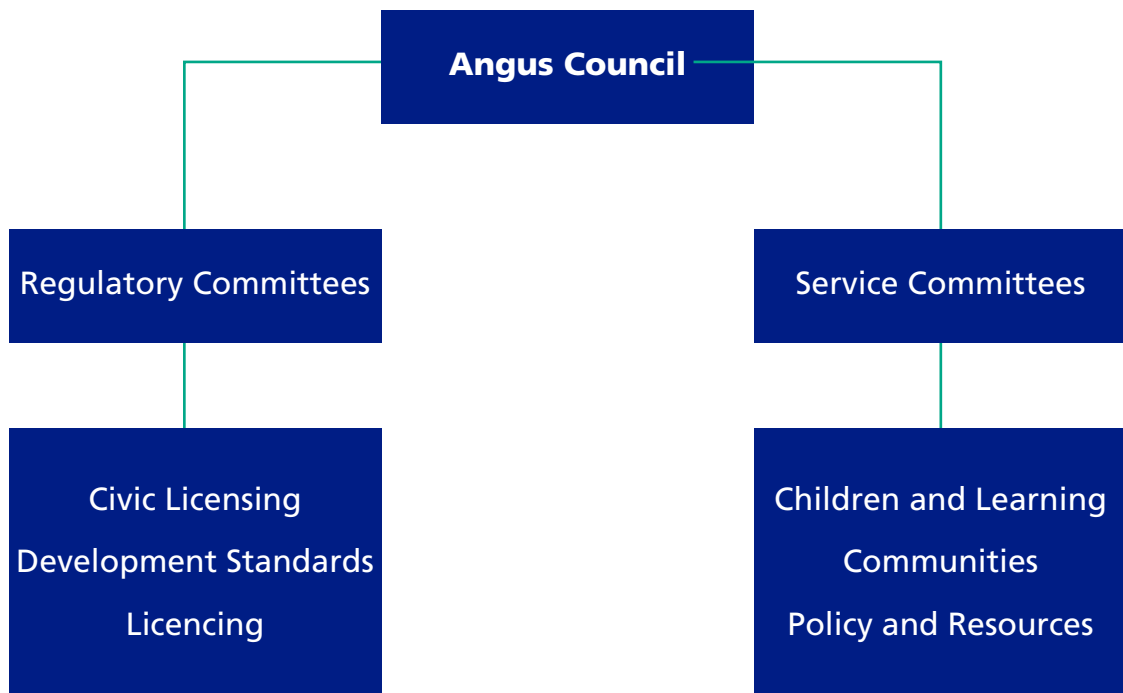 Angus Council
Regulatory Committees
Service Committees
Civic Licensing
Development Standards
Licencing
Children and Learning
Communities
Policy and Resources